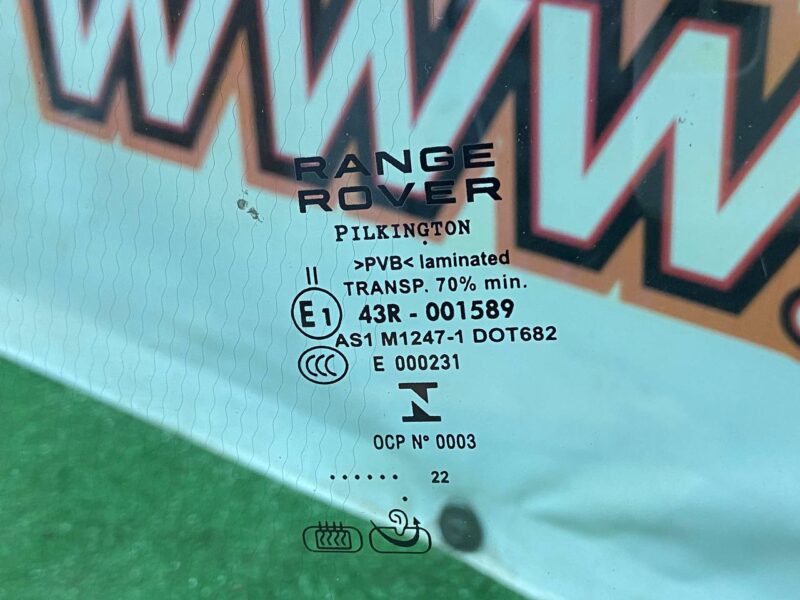 WWW.
RANGE
ROVER
PILKINGTON
>PVB< laminated
TRANSP. 70% min.
II
E1 43R - 001589
AS1 M1247-1 DOT682
CCC E 000231
OCP N° 0003
...... 22